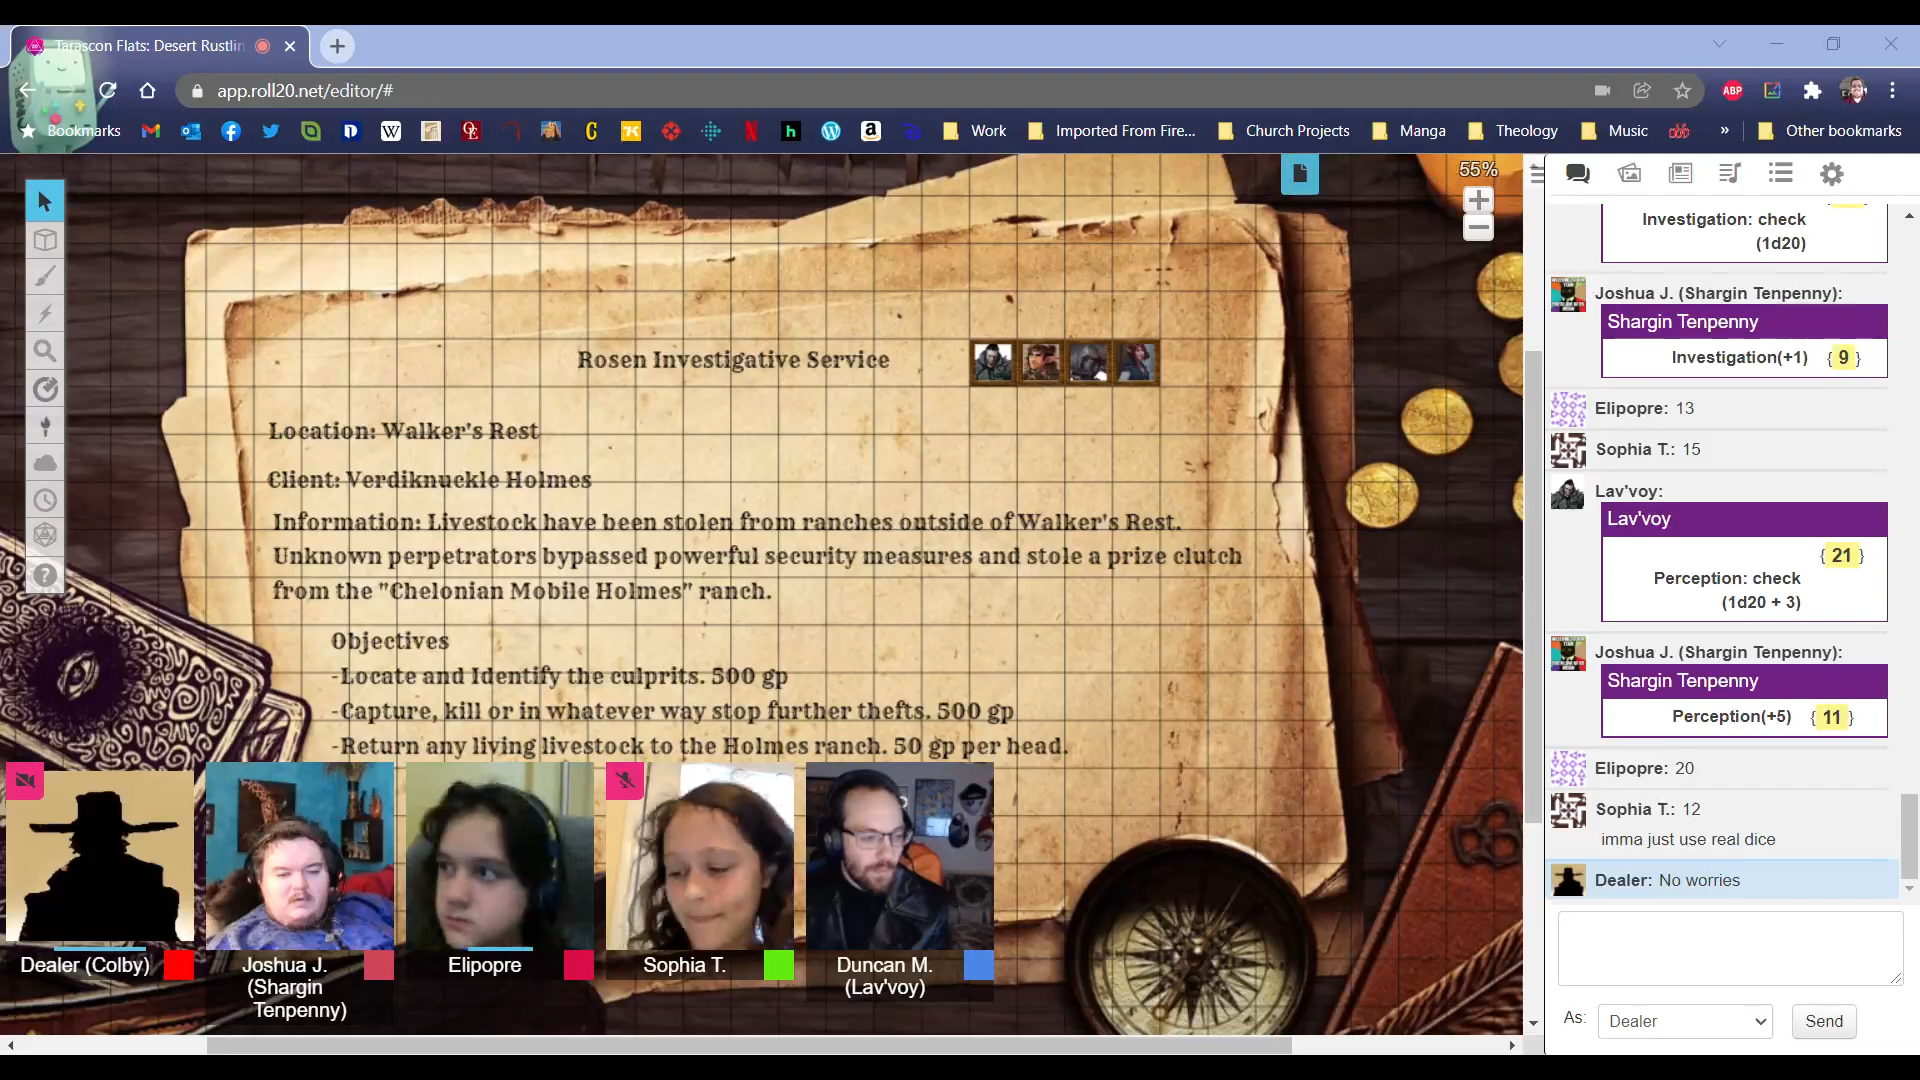 Tarascon Flats: Desert Rustlin
app.roll20.net/editor/#
ABP
Bookmarks
Work
Imported From Fire...
Church Projects
Manga
Theology
Music
»
Other bookmarks
55%
Rosen Investigative Service
Location: Walker's Rest
Client: Verdiknuckle Holmes
Information: Livestock have been stolen from ranches outside of Walker's Rest.
Unknown perpetrators bypassed powerful security measures and stole a prize clutch
from the "Chelonian Mobile Holmes" ranch.
Objectives
-Locate and Identify the culprits. 500 gp
-Capture, kill or in whatever way stop further thefts. 500 gp
-Return any living livestock to the Holmes ranch. 50 gp per head.
Dealer (Colby)
Joshua J.
(Shargin
Tenpenny)
Elipopre
Sophia T.
Duncan M.
(Lav'voy)
Investigation: check
(1d20)
Joshua J. (Shargin Tenpenny):
Shargin Tenpenny
Investigation(+1) {9}
Elipopre: 13
Sophia T.: 15
Lav'voy:
Lav'voy
{21}
Perception: check
(1d20 + 3)
Joshua J. (Shargin Tenpenny):
Shargin Tenpenny
Perception(+5) {11}
Elipopre: 20
Sophia T.: 12
imma just use real dice
Dealer: No worries
As: Dealer Send